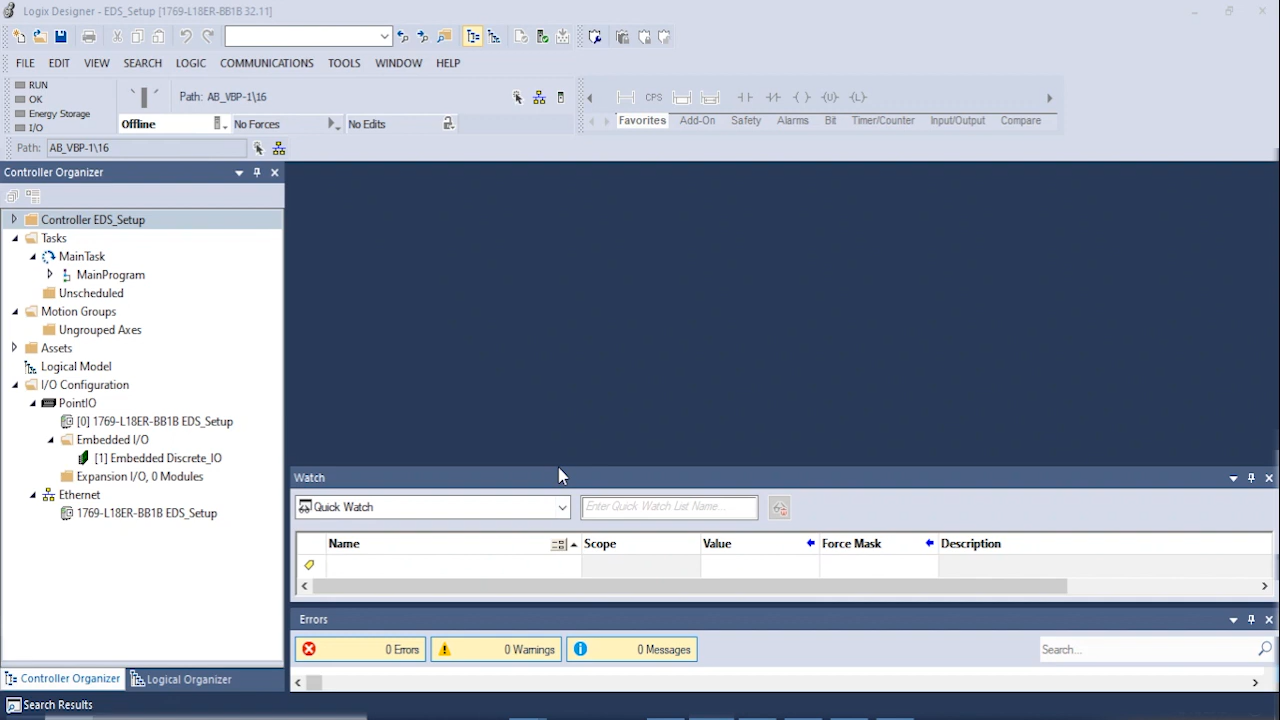 Logix Designer - EDS_Setup [1769-L18ER-BB1B 32.11]
FILE EDIT VIEW SEARCH LOGIC COMMUNICATIONS TOOLS WINDOW HELP
RUN
OK
Energy Storage
I/O
Path: AB_VBP-1\16
Offline No Forces No Edits
CPS (U) (L)
Favorites Add-On Safety Alarms Bit Timer/Counter Input/Output Compare
Path: AB_VBP-1\16
Controller Organizer
Controller EDS_Setup
Tasks
MainTask
MainProgram
Unscheduled
Motion Groups
Ungrouped Axes
Assets
Logical Model
I/O Configuration
PointIO
[0] 1769-L18ER-BB1B EDS_Setup
Embedded I/O
[1] Embedded Discrete_IO
Expansion I/O, 0 Modules
Ethernet
1769-L18ER-BB1B EDS_Setup
Controller Organizer Logical Organizer
Watch
Quick Watch Enter Quick Watch List Name...
Name Scope Value Force Mask Description
Errors
0 Errors 0 Warnings 0 Messages Search...
Search Results